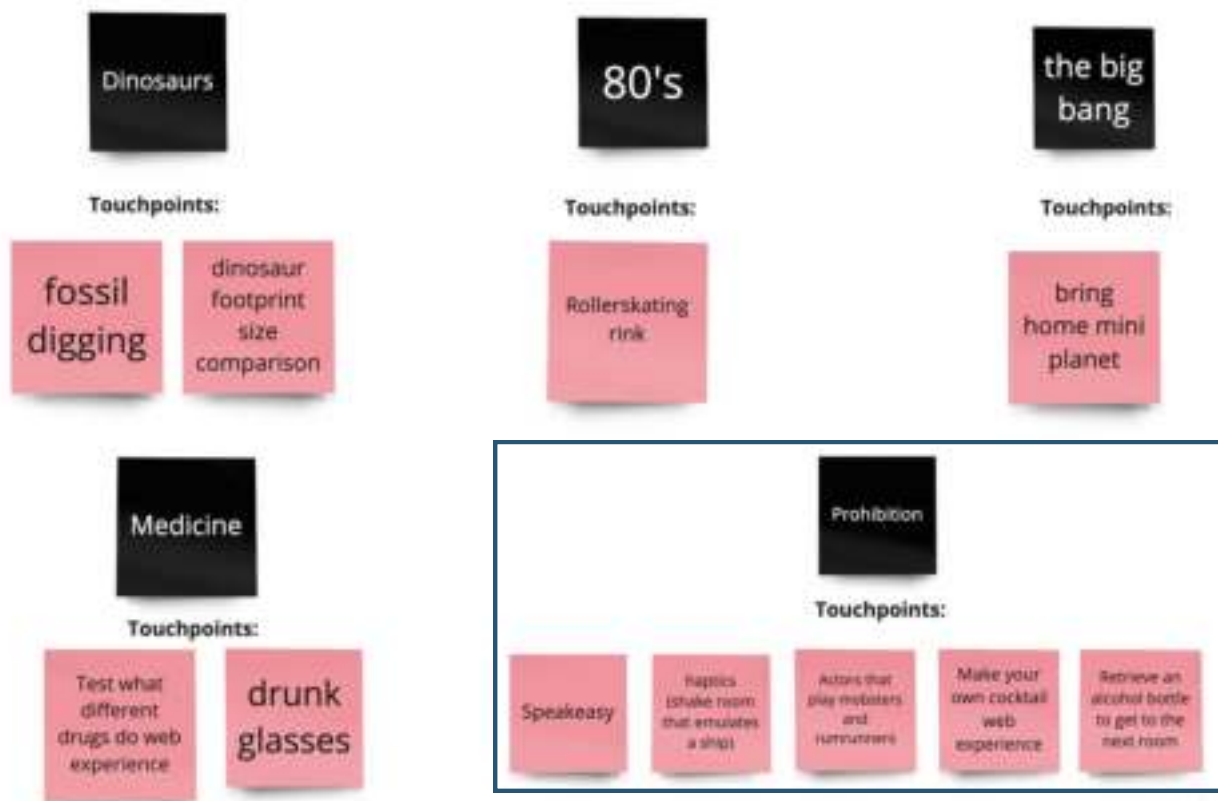 Dinosaurs
Touchpoints:
fossil
digging
dinosaur
footprint
size
comparison
80's
Touchpoints:
Rollerskating
rink
the big
bang
Touchpoints:
bring
home mini
planet
Medicine
Touchpoints:
Test what
different
drugs do web
experience
drunk
glasses
Prohibition
Touchpoints:
Speakeasy
haptics
(shake room
that emulates
a ship)
Actors that
play mobsters
and
rumrunners
Make your
own cocktail
web
experience
Retrieve an
alcohol bottle
to get to the
next room